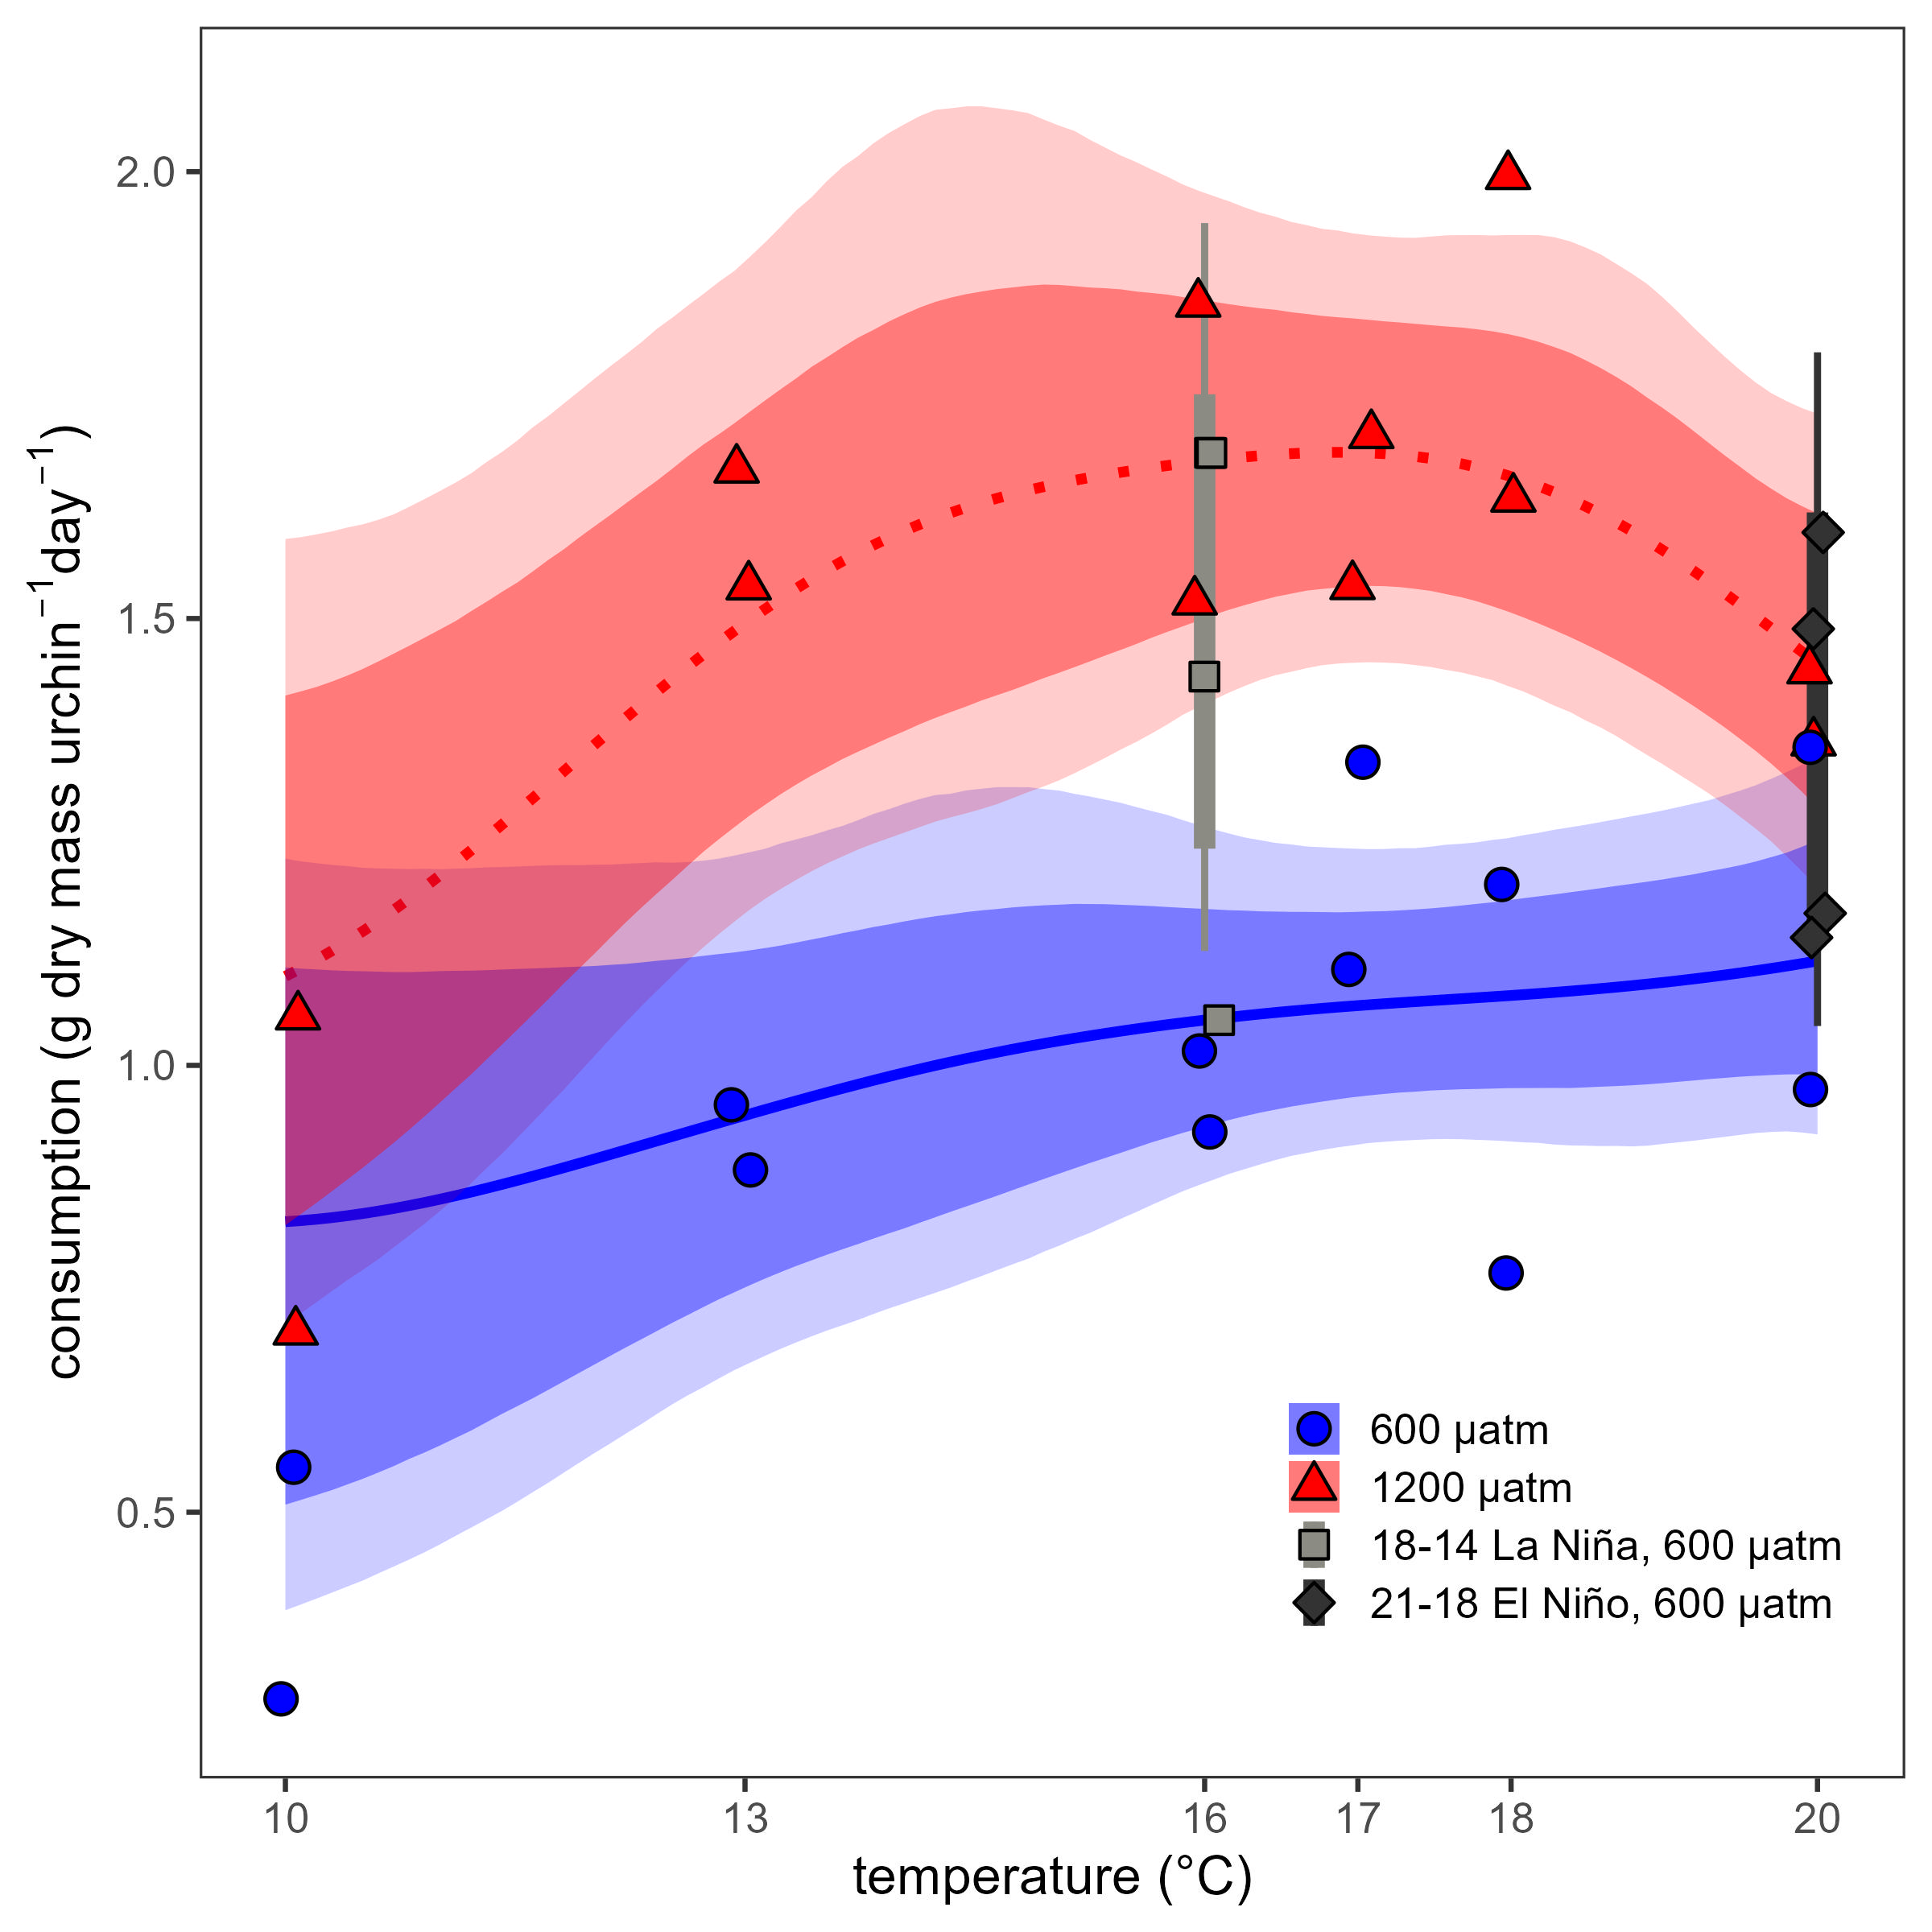 consumption (g dry mass urchin⁻¹day⁻¹)
2.0
1.5
1.0
0.5
600 µatm
1200 µatm
18-14 La Niña, 600 µatm
21-18 El Niño, 600 µatm
10 13 16 17 18 20
temperature (°C)